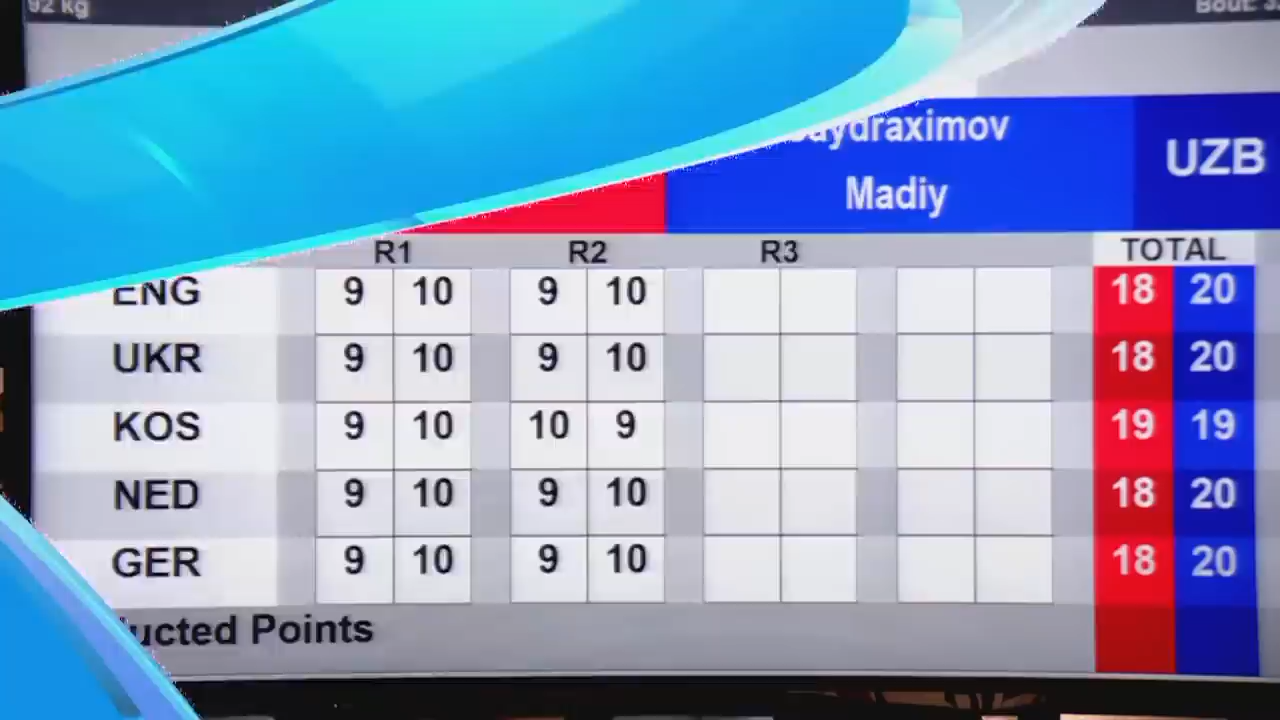 92 kg
Bout:
UZB
Madiy
R1 R2 R3 TOTAL
ENG 9 10 9 10 18 20
UKR 9 10 9 10 18 20
KOS 9 10 10 9 19 19
NED 9 10 9 10 18 20
GER 9 10 9 10 18 20
Points